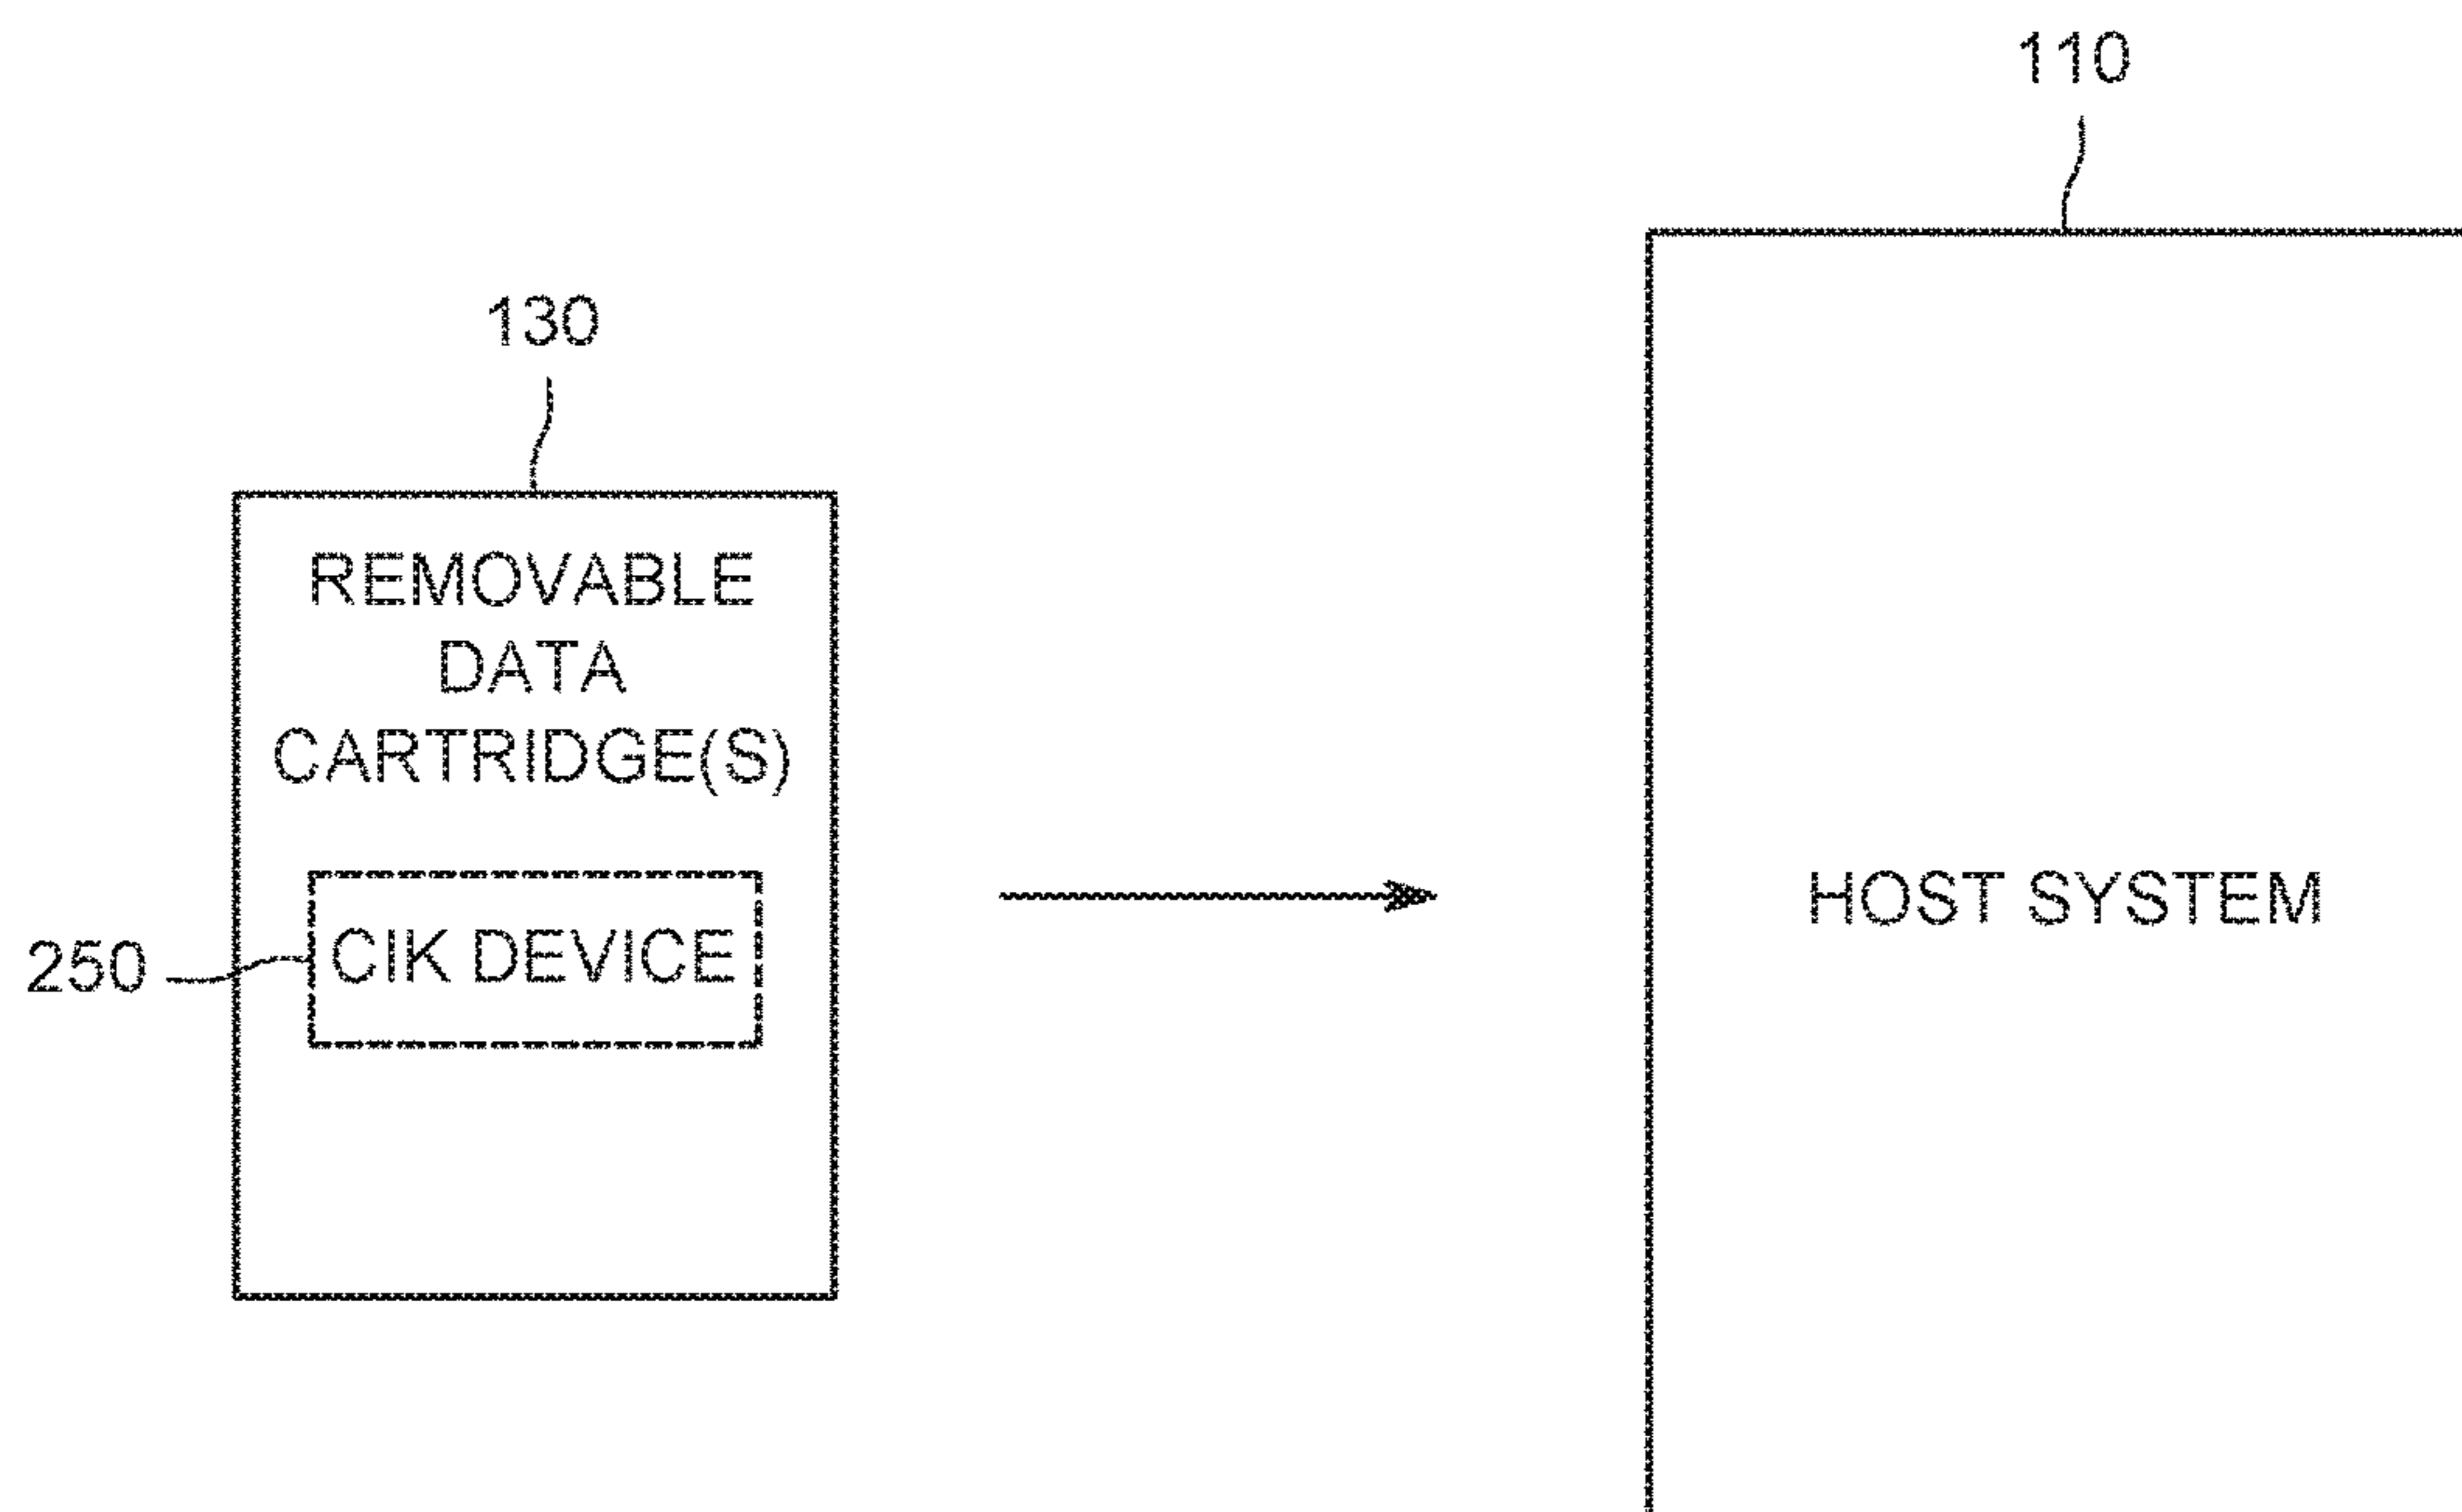 110
130
REMOVABLE
DATA
CARTRIDGE(S)
250
CIK DEVICE
HOST SYSTEM